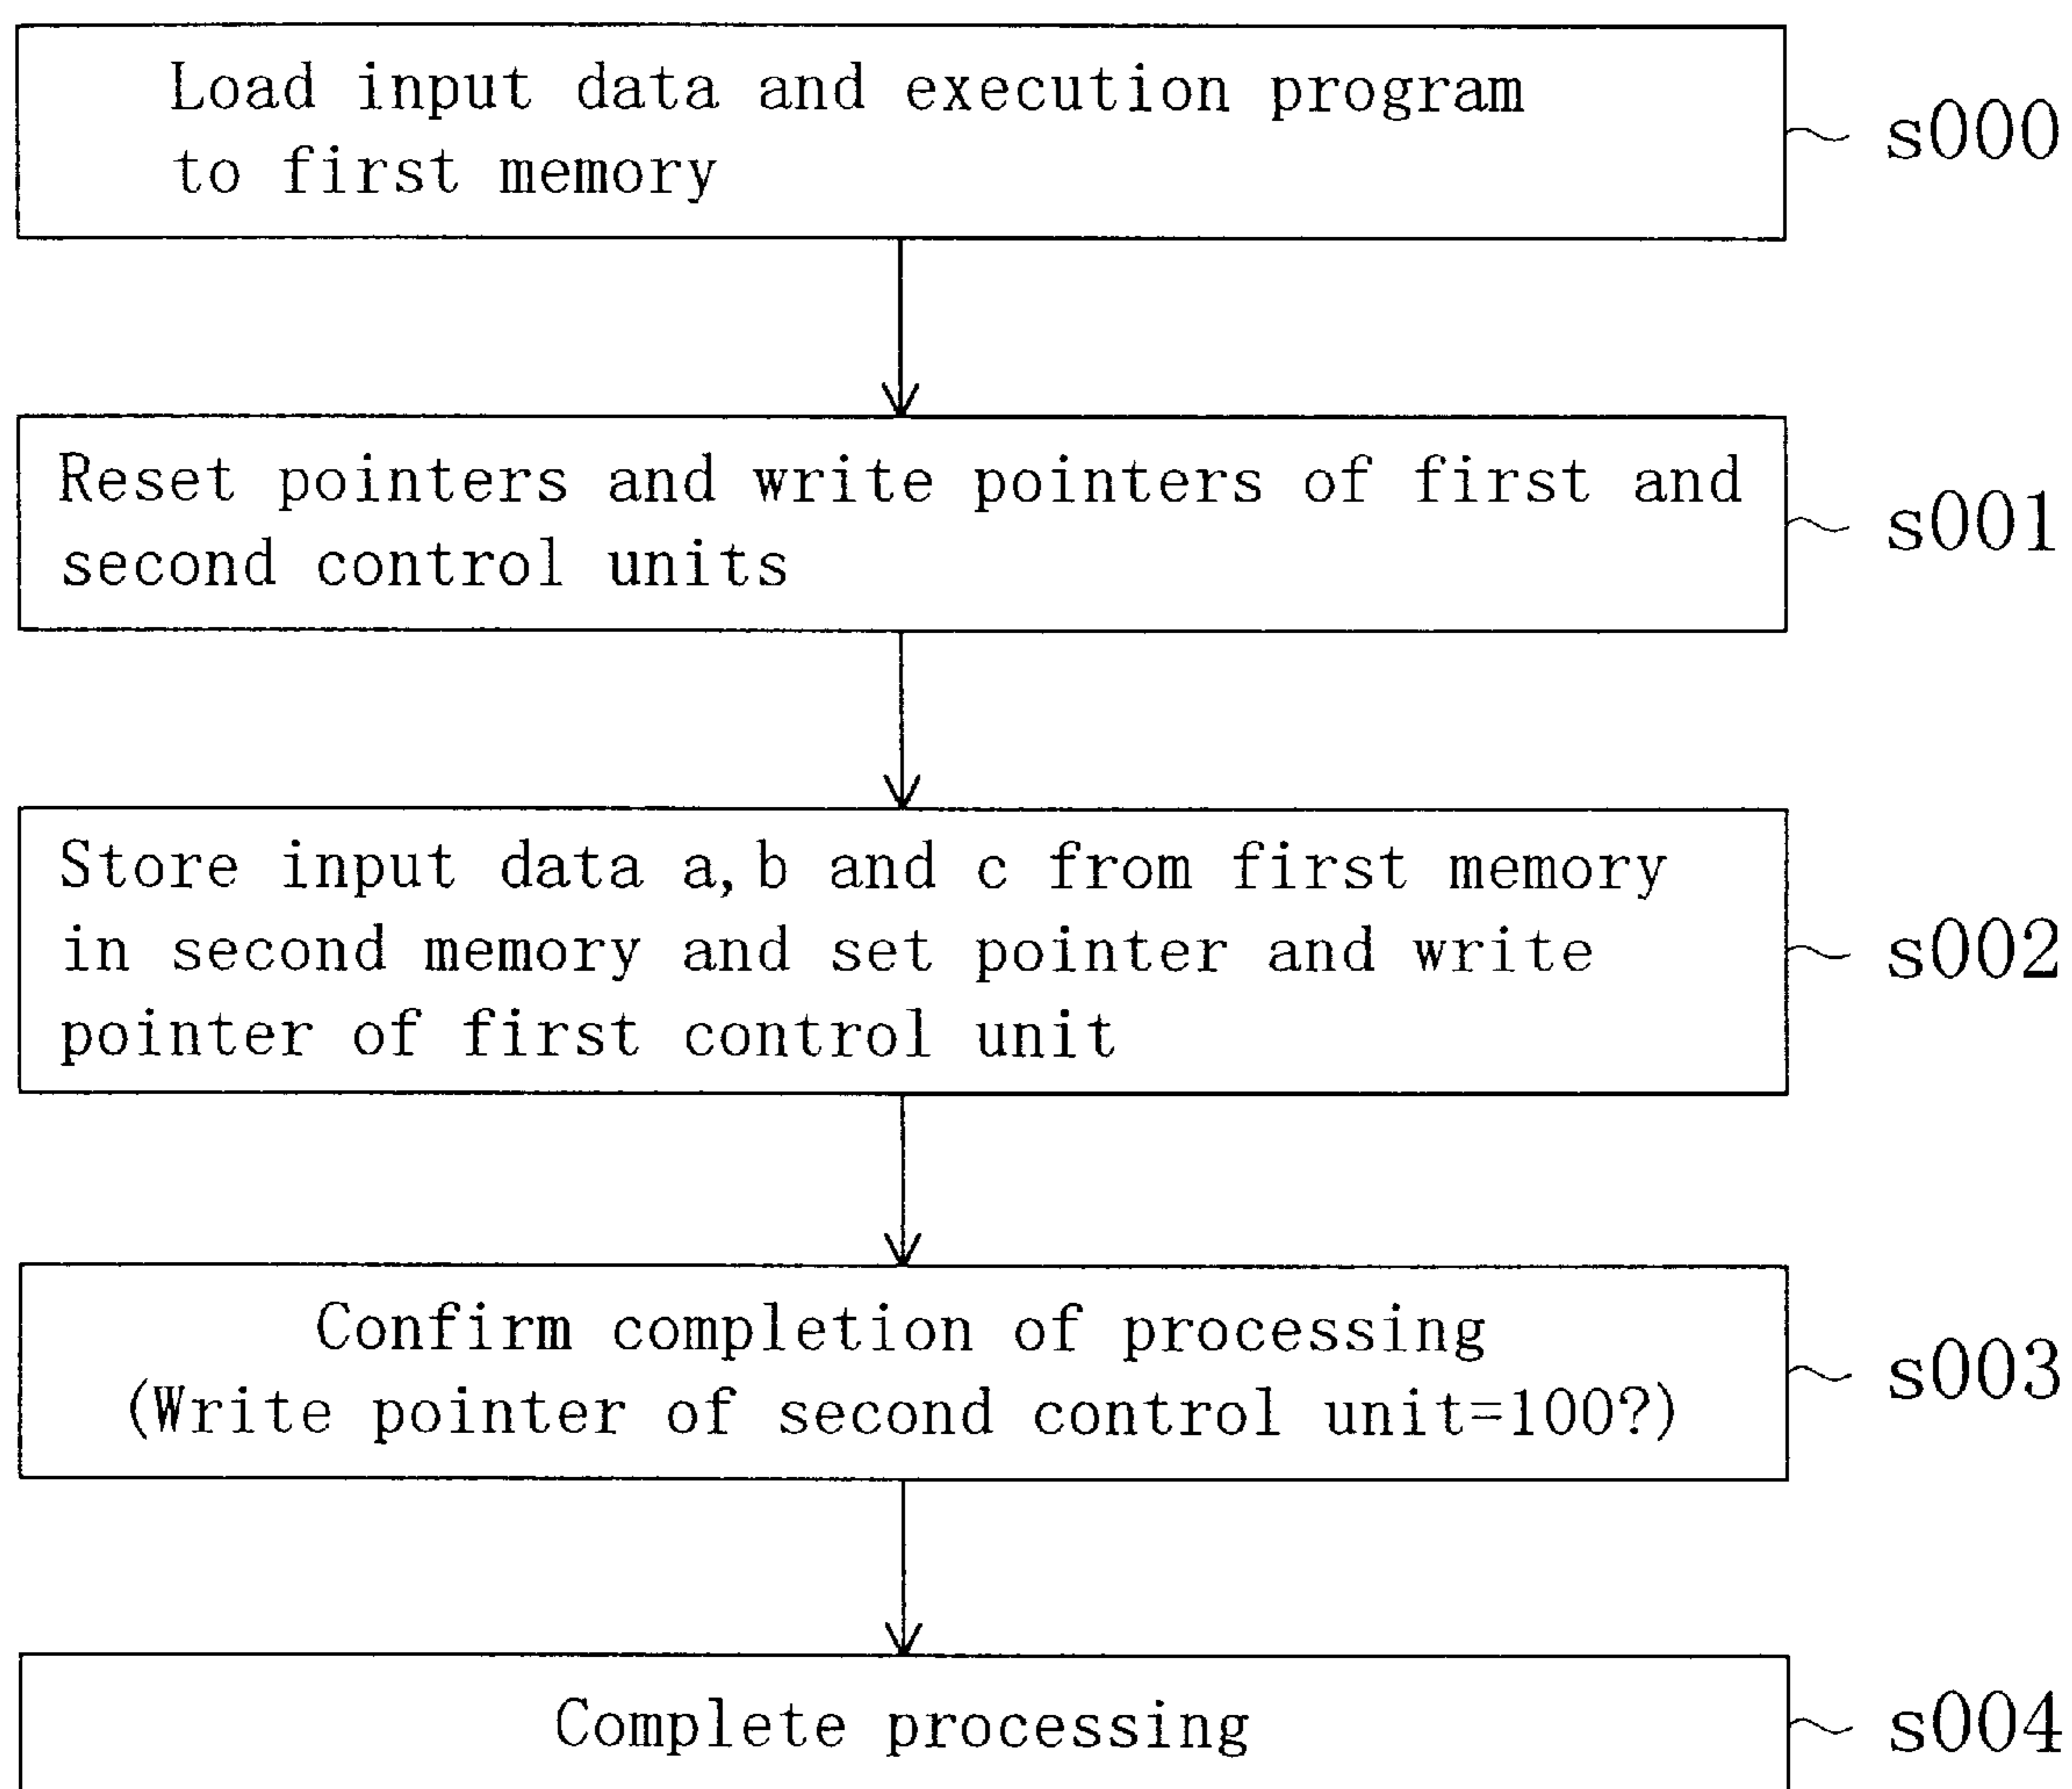 Load input data and execution program
to first memory
s000
Reset pointers and write pointers of first and
second control units
s001
Store input data a,b and c from first memory
in second memory and set pointer and write
pointer of first control unit
s002
Confirm completion of processing
(Write pointer of second control unit=100?)
s003
Complete processing
s004